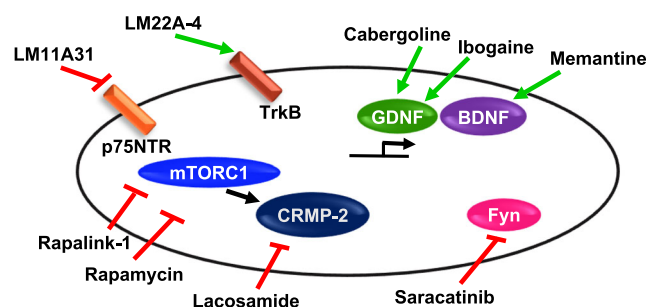 LM22A-4
Cabergoline
Ibogaine
LM11A31
Memantine
TrkB
GDNF
BDNF
p75NTR
mTORC1
CRMP-2
Fyn
Rapalink-1
Rapamycin
Lacosamide
Saracatinib